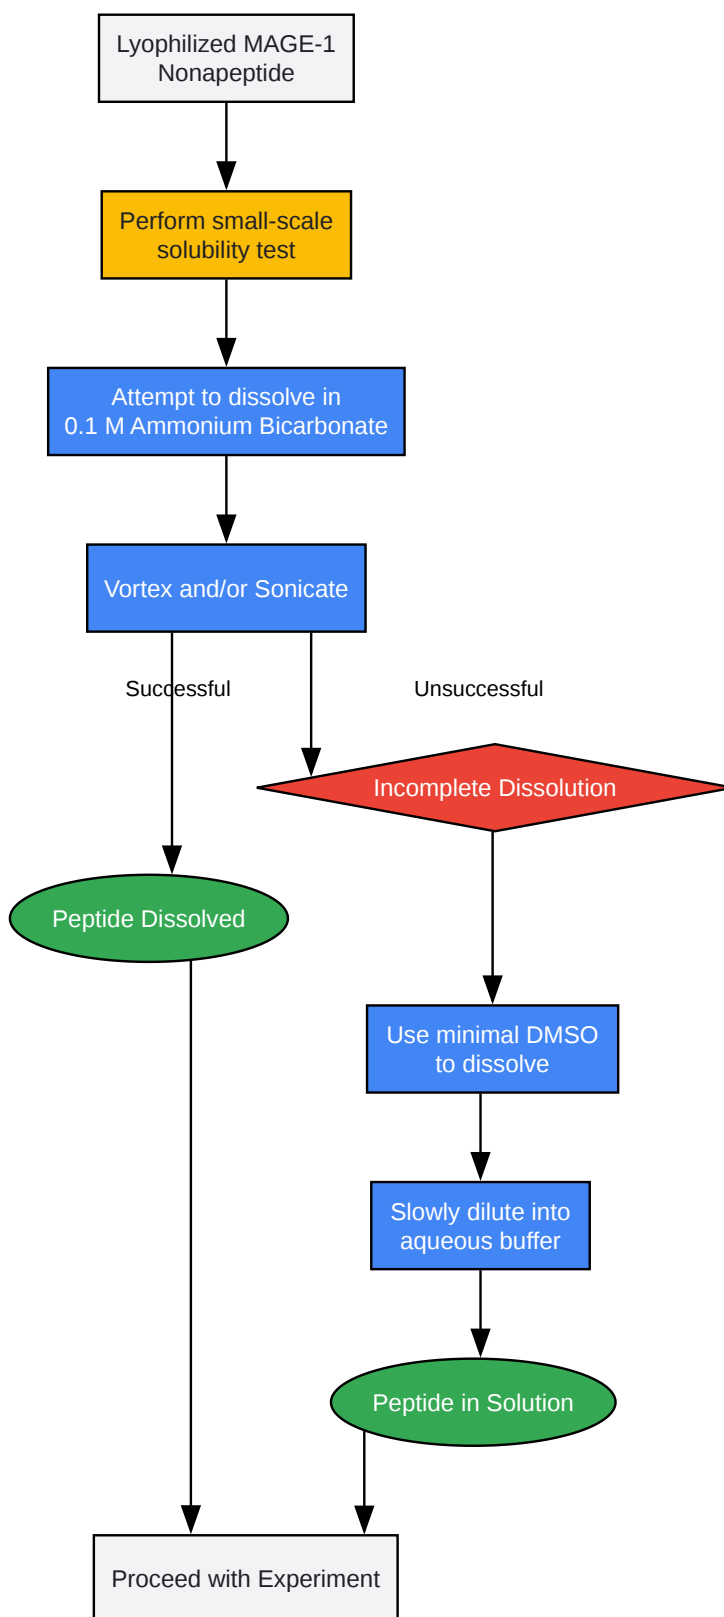 Lyophilized MAGE-1
Nonapeptide
Perform small-scale
solubility test
Attempt to dissolve in
0.1 M Ammonium Bicarbonate
Vortex and/or Sonicate
Successful
Unsuccessful
Incomplete Dissolution
Peptide Dissolved
Use minimal DMSO
to dissolve
Slowly dilute into
aqueous buffer
Peptide in Solution
Proceed with Experiment